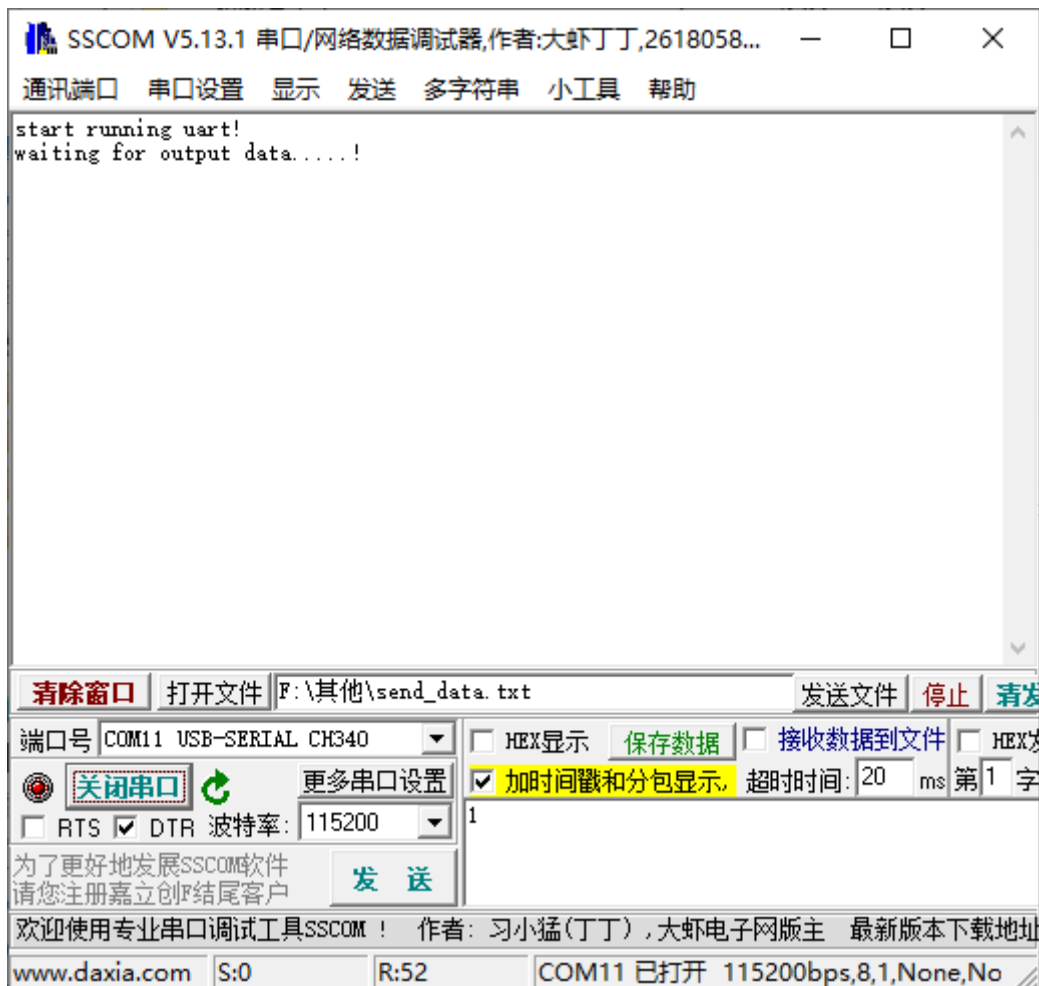 SSCOM V5.13.1 串口/网络数据调试器,作者:大虾丁丁,2618058...
通讯端口 串口设置 显示 发送 多字符串 小工具 帮助
start running uart!
waiting for output data.....!
清除窗口 打开文件 F:\其他\send_data.txt 发送文件 停止 清发
端口号 COM11 USB-SERIAL CH340 HEX显示 保存数据 接收数据到文件 HEX发
关闭串口 更多串口设置 加时间戳和分包显示, 超时时间: 20 ms 第 1 字
RTS DTR 波特率: 115200 1
为了更好地发展SSCOM软件
请您注册嘉立创F结尾客户
发 送
欢迎使用专业串口调试工具SSCOM ! 作者: 习小猛(丁丁) ,大虾电子网版主 最新版本下载地址
www.daxia.com S:0 R:52 COM11 已打开 115200bps,8,1,None,No